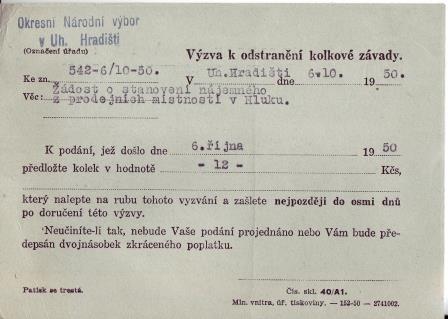 Okresní Národní výbor
v Uh. Hradišti
(Označení úřadu)
Výzva k odstranění kolkové závady.
Ke zn. 542-6/10-50. V Uh.Hradišti dne 6.10. 1950.
Věc: Žádost o stanovení nájemného
z prodejních místností v Hluku.
K podání, jež došlo dne 6.října 1950
předložte kolek v hodnotě - 12 - Kčs,
který nalepte na rubu tohoto vyzvání a zašlete nejpozději do osmi dnů
po doručení této výzvy.
Neučiníte-li tak, nebude Vaše podání projednáno nebo Vám bude pře-
depsán dvojnásobek zkráceného poplatku.
Patisk se trestá.
Čís. skl. 40/A1.
Min. vnitra, úř. tiskoviny. — 152-50 — 2741002.